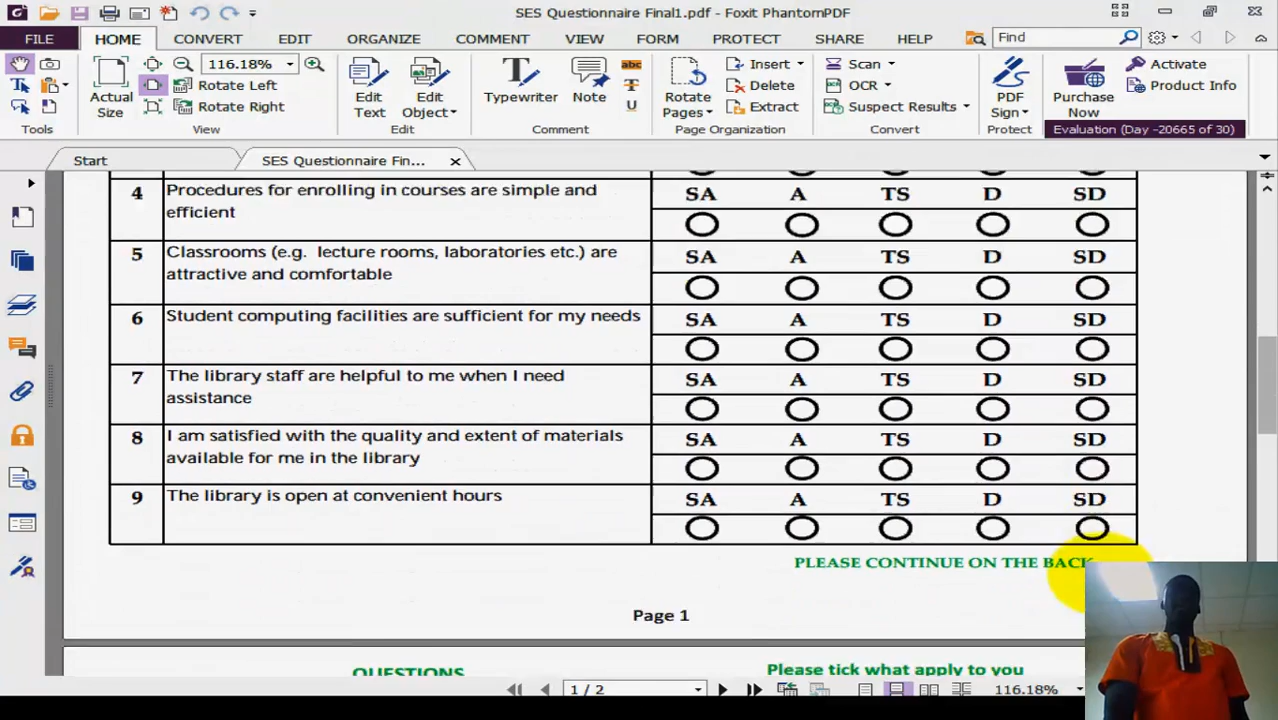 SES Questionnaire Final1.pdf - Foxit PhantomPDF
FILE HOME CONVERT EDIT ORGANIZE COMMENT VIEW FORM PROTECT SHARE HELP Find
116.18%
Actual Size
Rotate Left
Rotate Right
Edit Text
Edit Object
Typewriter
Note
Rotate Pages
Insert
Delete
Extract
Scan
OCR
Suspect Results
PDF Sign
Purchase Now
Activate
Product Info
Tools View Edit Comment Page Organization Convert Protect Evaluation (Day -20665 of 30)
Start SES Questionnaire Fin...
4 Procedures for enrolling in courses are simple and SA A TS D SD
efficient
5 Classrooms (e.g. lecture rooms, laboratories etc.) are SA A TS D SD
attractive and comfortable
6 Student computing facilities are sufficient for my needs SA A TS D SD
7 The library staff are helpful to me when I need SA A TS D SD
assistance
8 I am satisfied with the quality and extent of materials SA A TS D SD
available for me in the library
9 The library is open at convenient hours SA A TS D SD
PLEASE CONTINUE ON THE BACK
Page 1
QUESTIONS Please tick what apply to you
1 / 2 116.18%